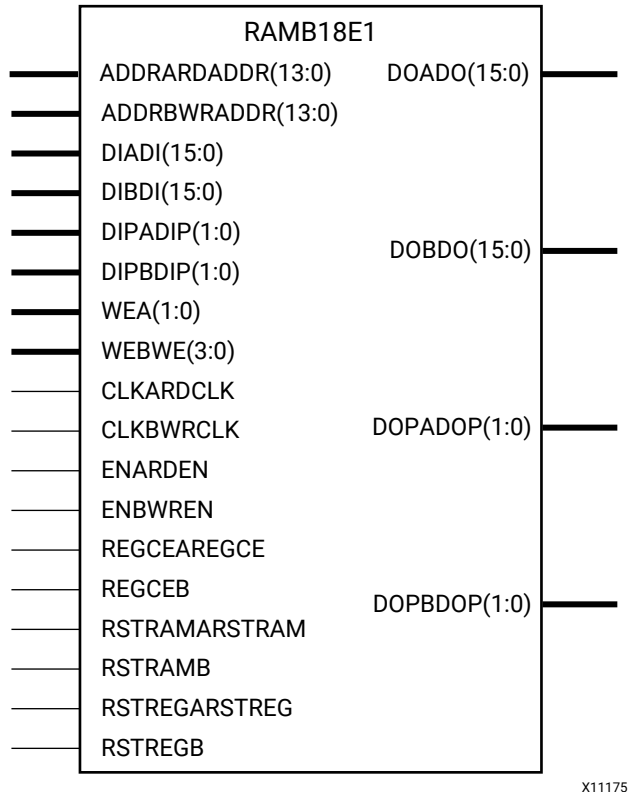 RAMB18E1
ADDRARDADDR(13:0)
DOADO(15:0)
ADDRBWRADDR(13:0)
DIADI(15:0)
DIBDI(15:0)
DIPADIP(1:0)
DOBDO(15:0)
DIPBDIP(1:0)
WEA(1:0)
WEBWE(3:0)
CLKARDCLK
CLKBWRCLK
DOPADOP(1:0)
ENARDEN
ENBWREN
REGCEAREGCE
REGCEB
DOPBDOP(1:0)
RSTRAMARSTRAM
RSTRAMB
RSTREGARSTREG
RSTREGB
X11175